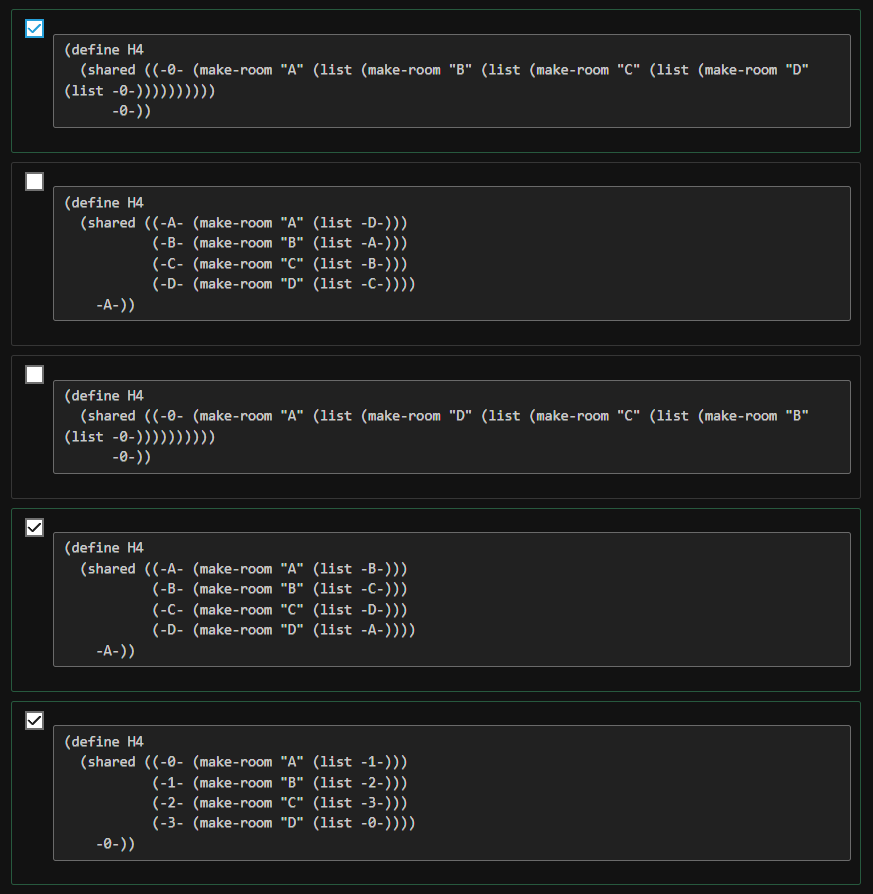 (define H4
  (shared ((-0- (make-room "A" (list (make-room "B" (list (make-room "C" (list (make-room "D"
(list -0-))))))))))
      -0-))
(define H4
  (shared ((-A- (make-room "A" (list -D-)))
           (-B- (make-room "B" (list -A-)))
           (-C- (make-room "C" (list -B-)))
           (-D- (make-room "D" (list -C-))))
    -A-))
(define H4
  (shared ((-0- (make-room "A" (list (make-room "D" (list (make-room "C" (list (make-room "B"
(list -0-))))))))))
      -0-))
(define H4
  (shared ((-A- (make-room "A" (list -B-)))
           (-B- (make-room "B" (list -C-)))
           (-C- (make-room "C" (list -D-)))
           (-D- (make-room "D" (list -A-))))
    -A-))
(define H4
  (shared ((-0- (make-room "A" (list -1-)))
           (-1- (make-room "B" (list -2-)))
           (-2- (make-room "C" (list -3-)))
           (-3- (make-room "D" (list -0-))))
    -0-))